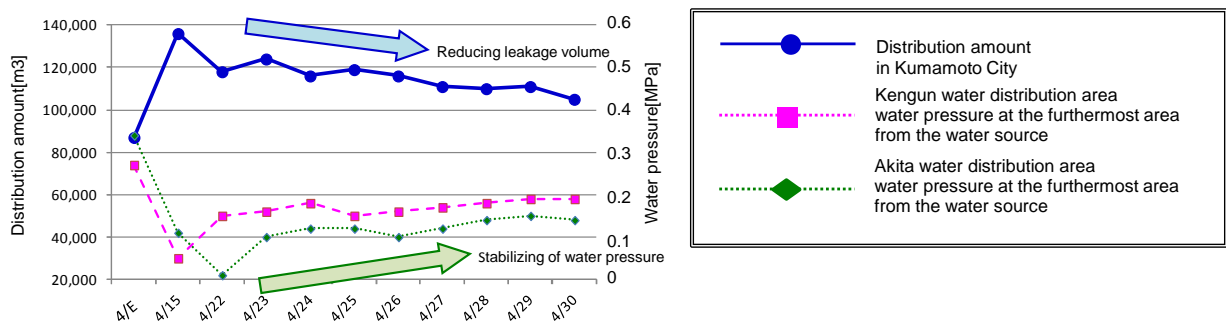 Distribution amount[m3]
140,000
120,000
100,000
80,000
60,000
40,000
20,000
4/E
4/15
4/22
4/23
4/24
4/25
4/26
4/27
4/28
4/29
4/30
Reducing leakage volume
Stabilizing of water pressure
0.6
0.5
0.4
0.3
0.2
0.1
0
Water pressure[MPa]
Distribution amount
in Kumamoto City
Kengun water distribution area
water pressure at the furthermost area
from the water source
Akita water distribution area
water pressure at the furthermost area
from the water source